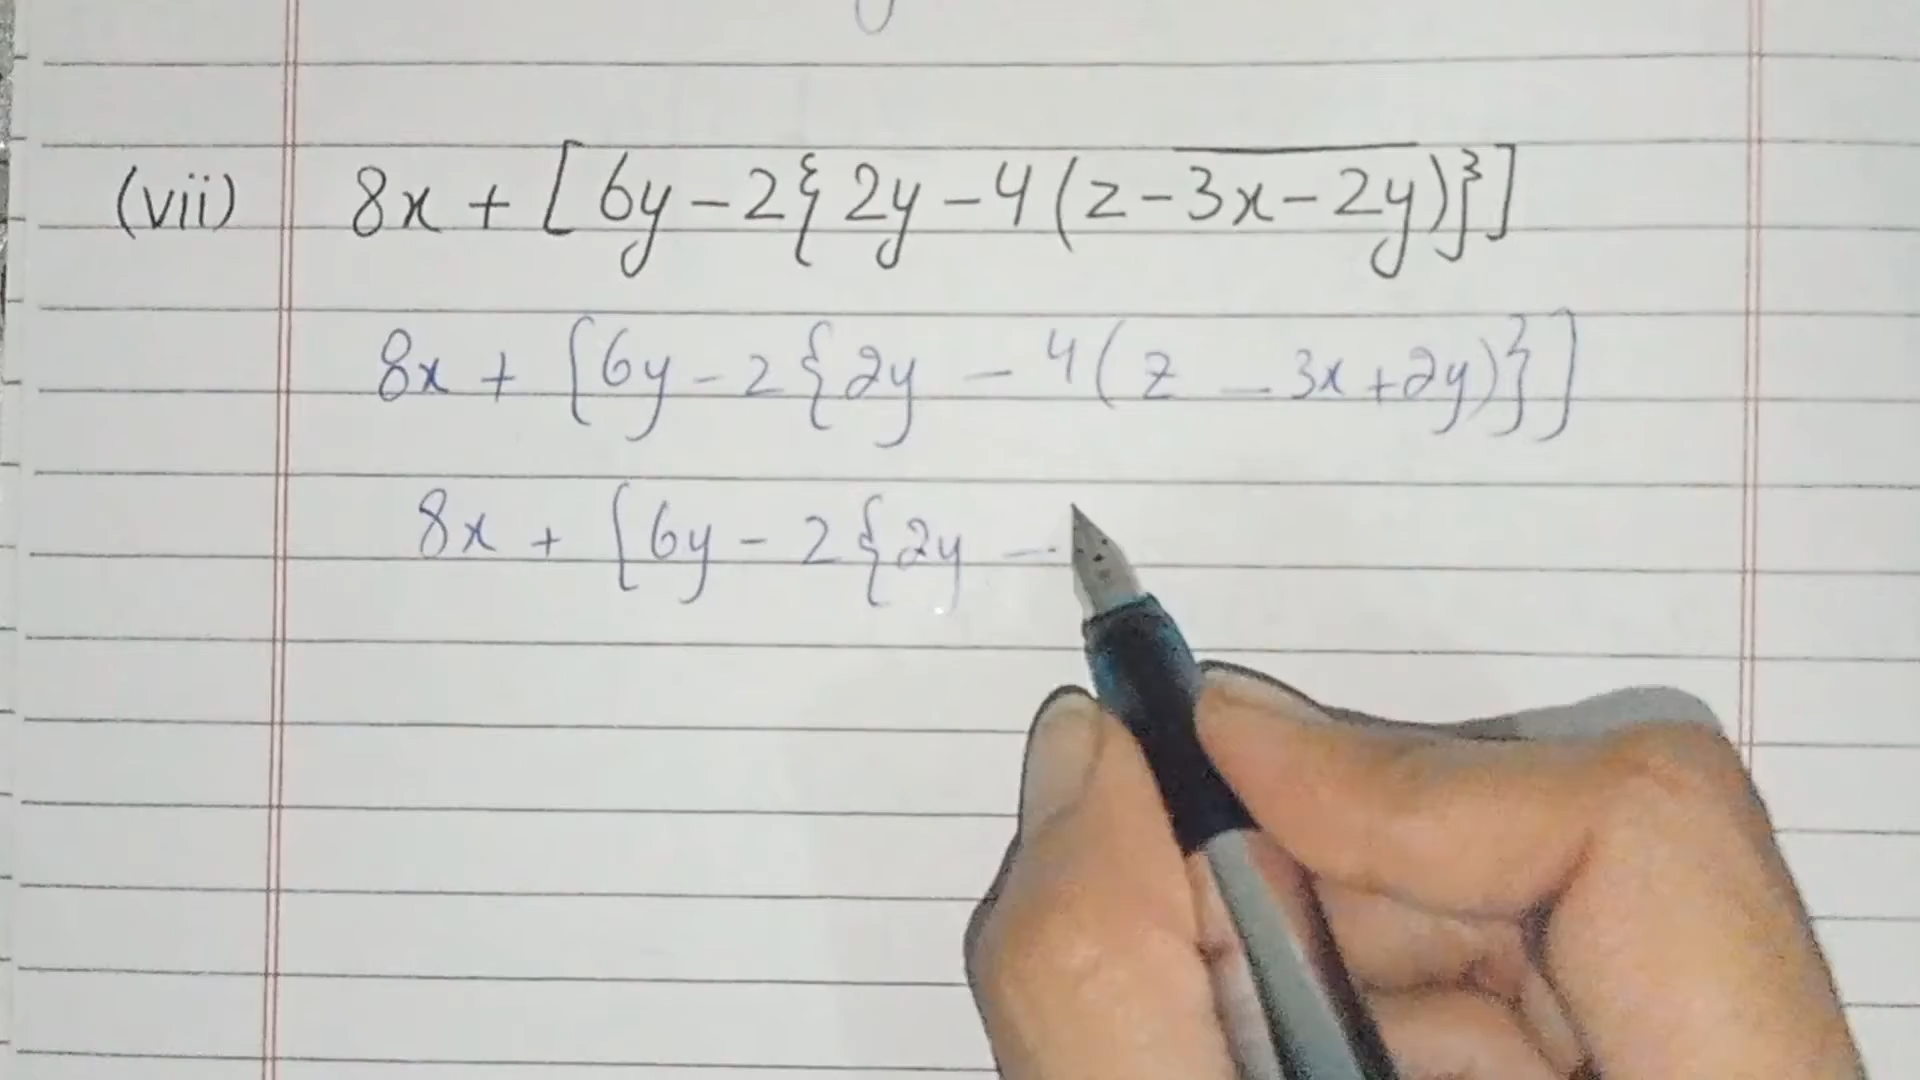 (vii) 8x + [6y - 2{2y - 4(z - \overline{3x - 2y})}]
8x + [6y - 2{2y - 4(z - 3x + 2y)}]
8x + [6y - 2{2y -